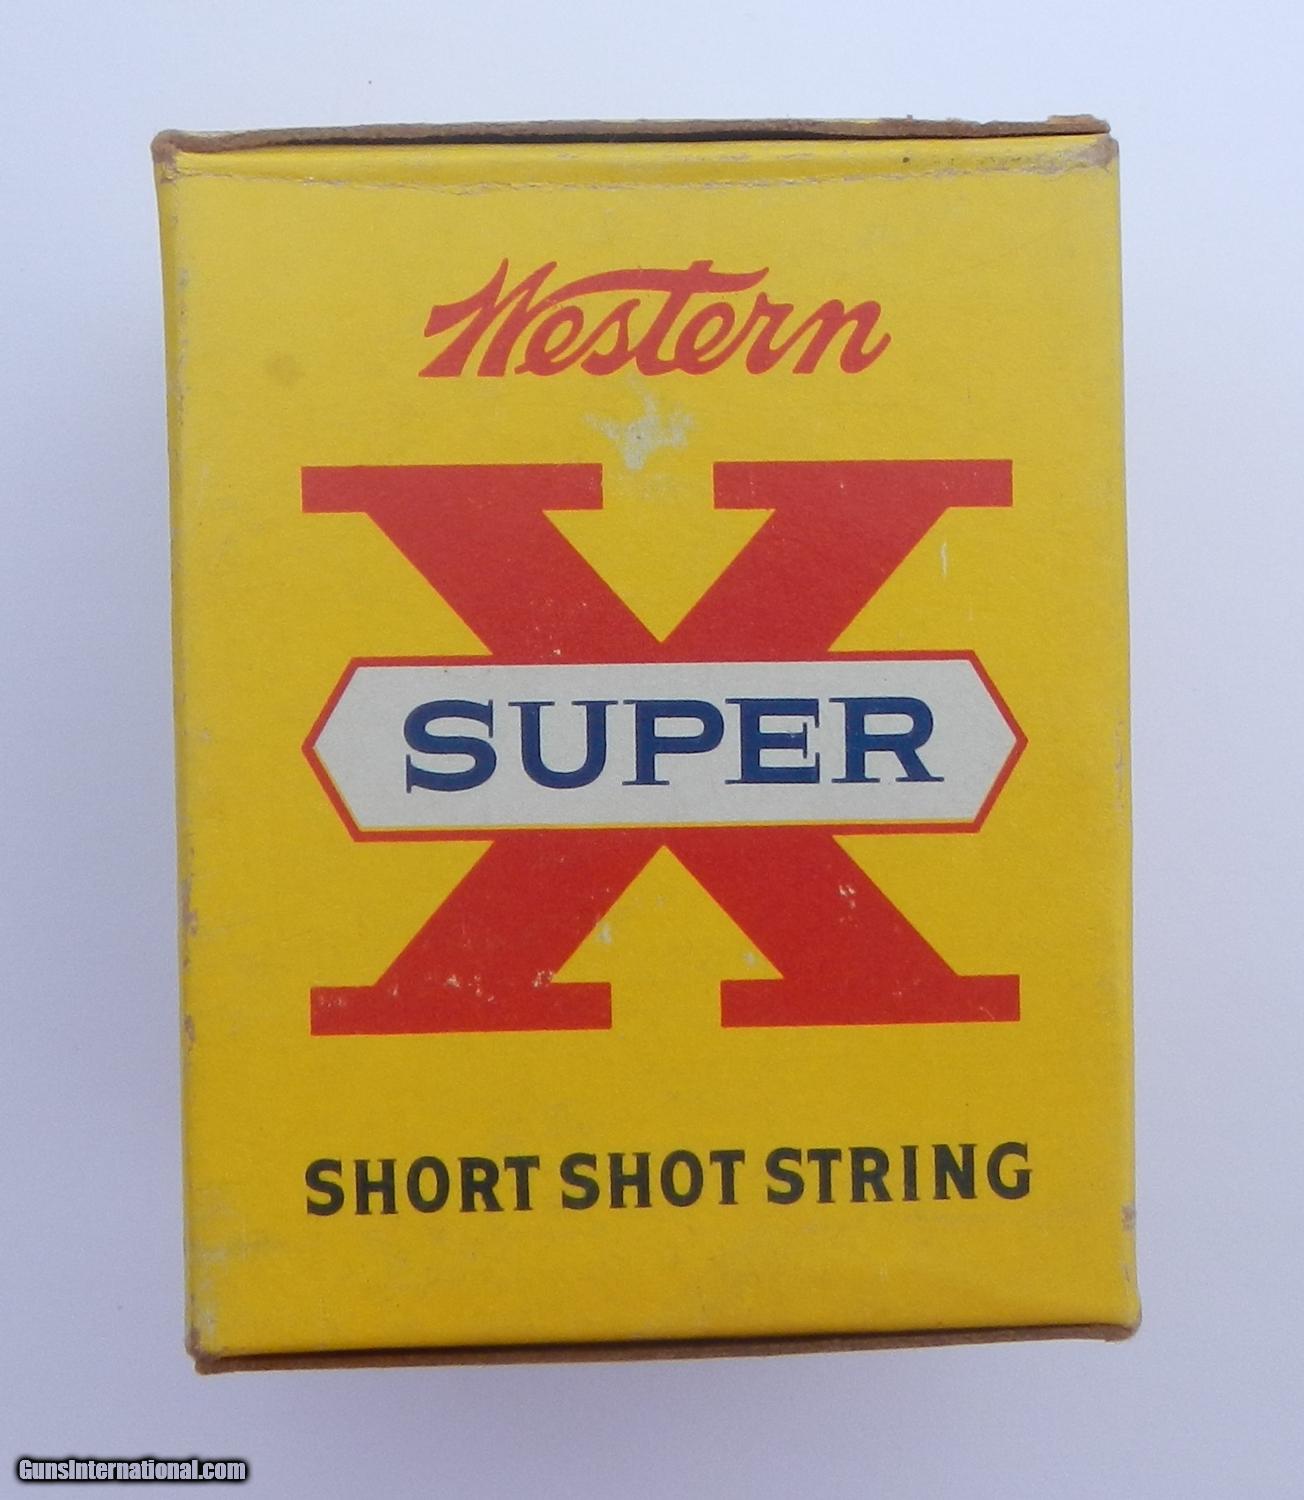 Western
X
SUPER
SHORT SHOT STRING
GunsInternational.com